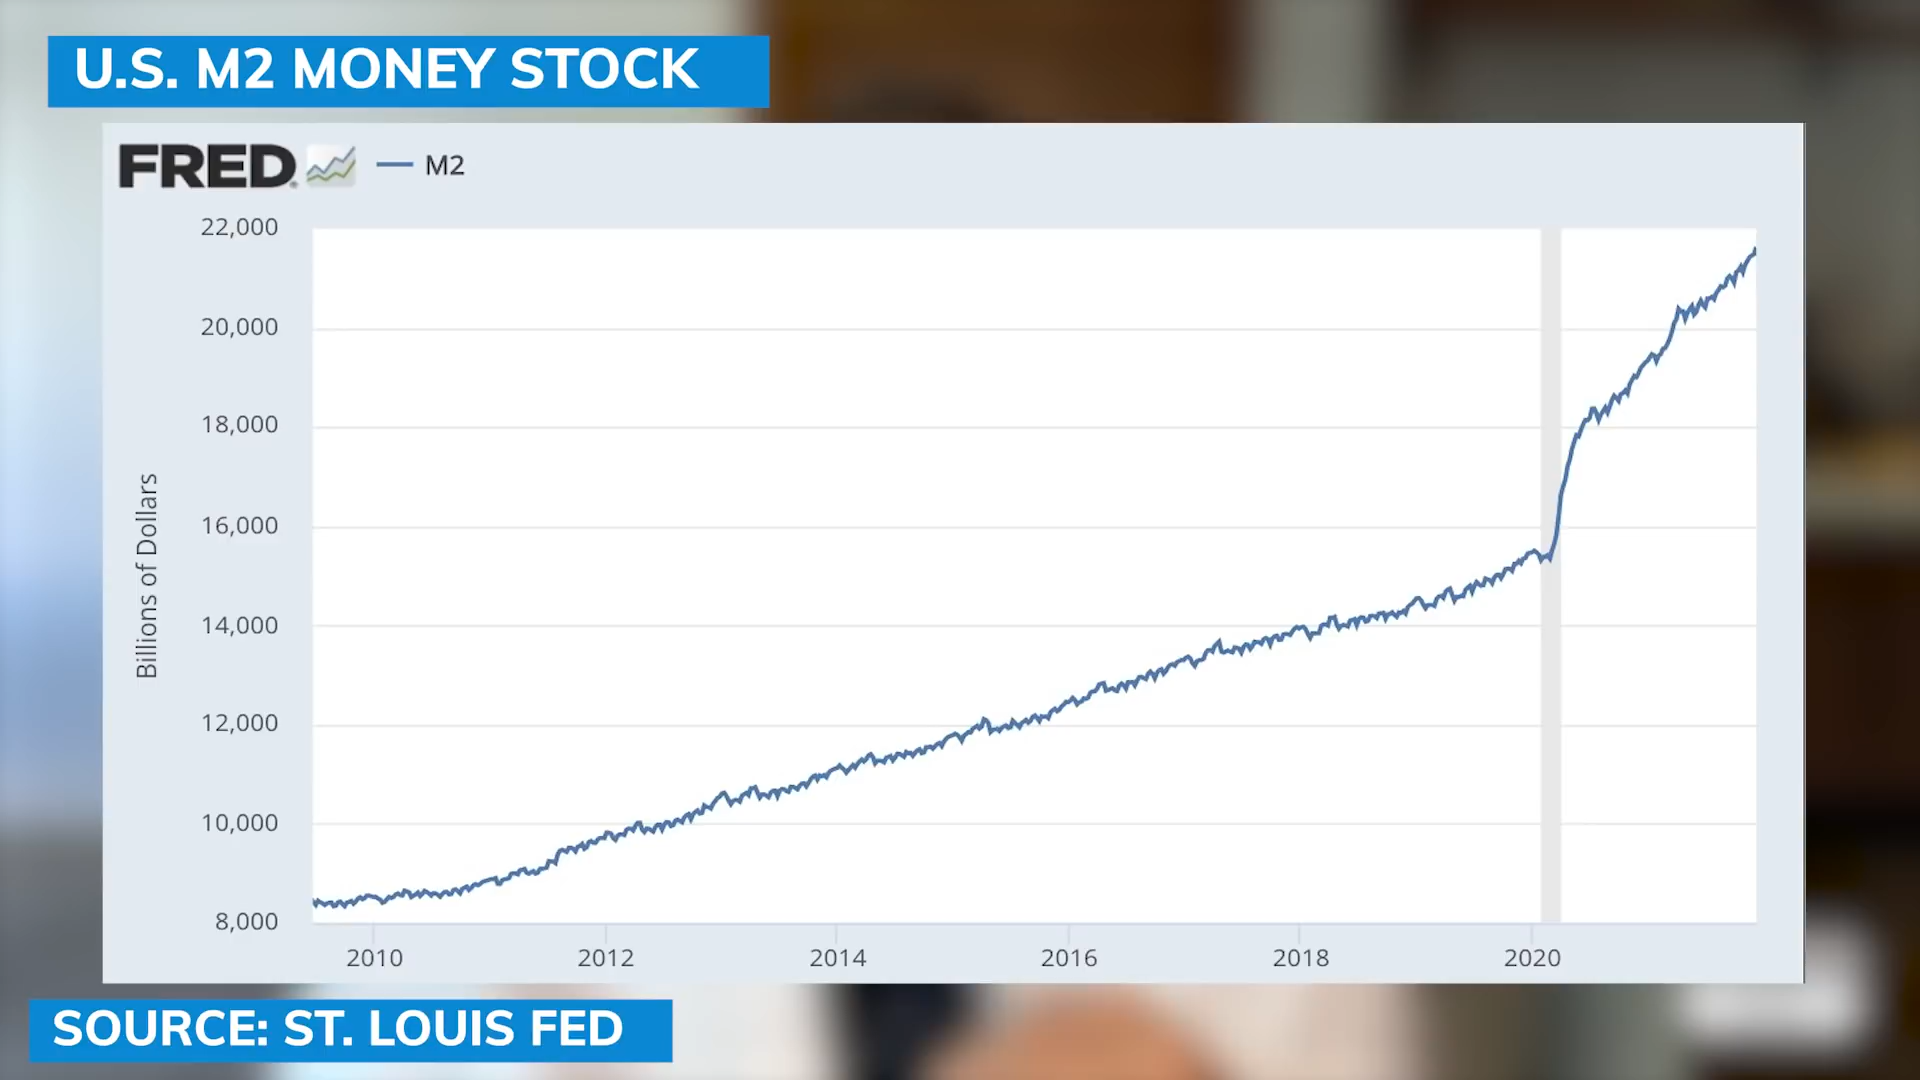 U.S. M2 MONEY STOCK
FRED
M2
22,000
20,000
18,000
16,000
14,000
12,000
10,000
8,000
Billions of Dollars
2010 2012 2014 2016 2018 2020
SOURCE: ST. LOUIS FED